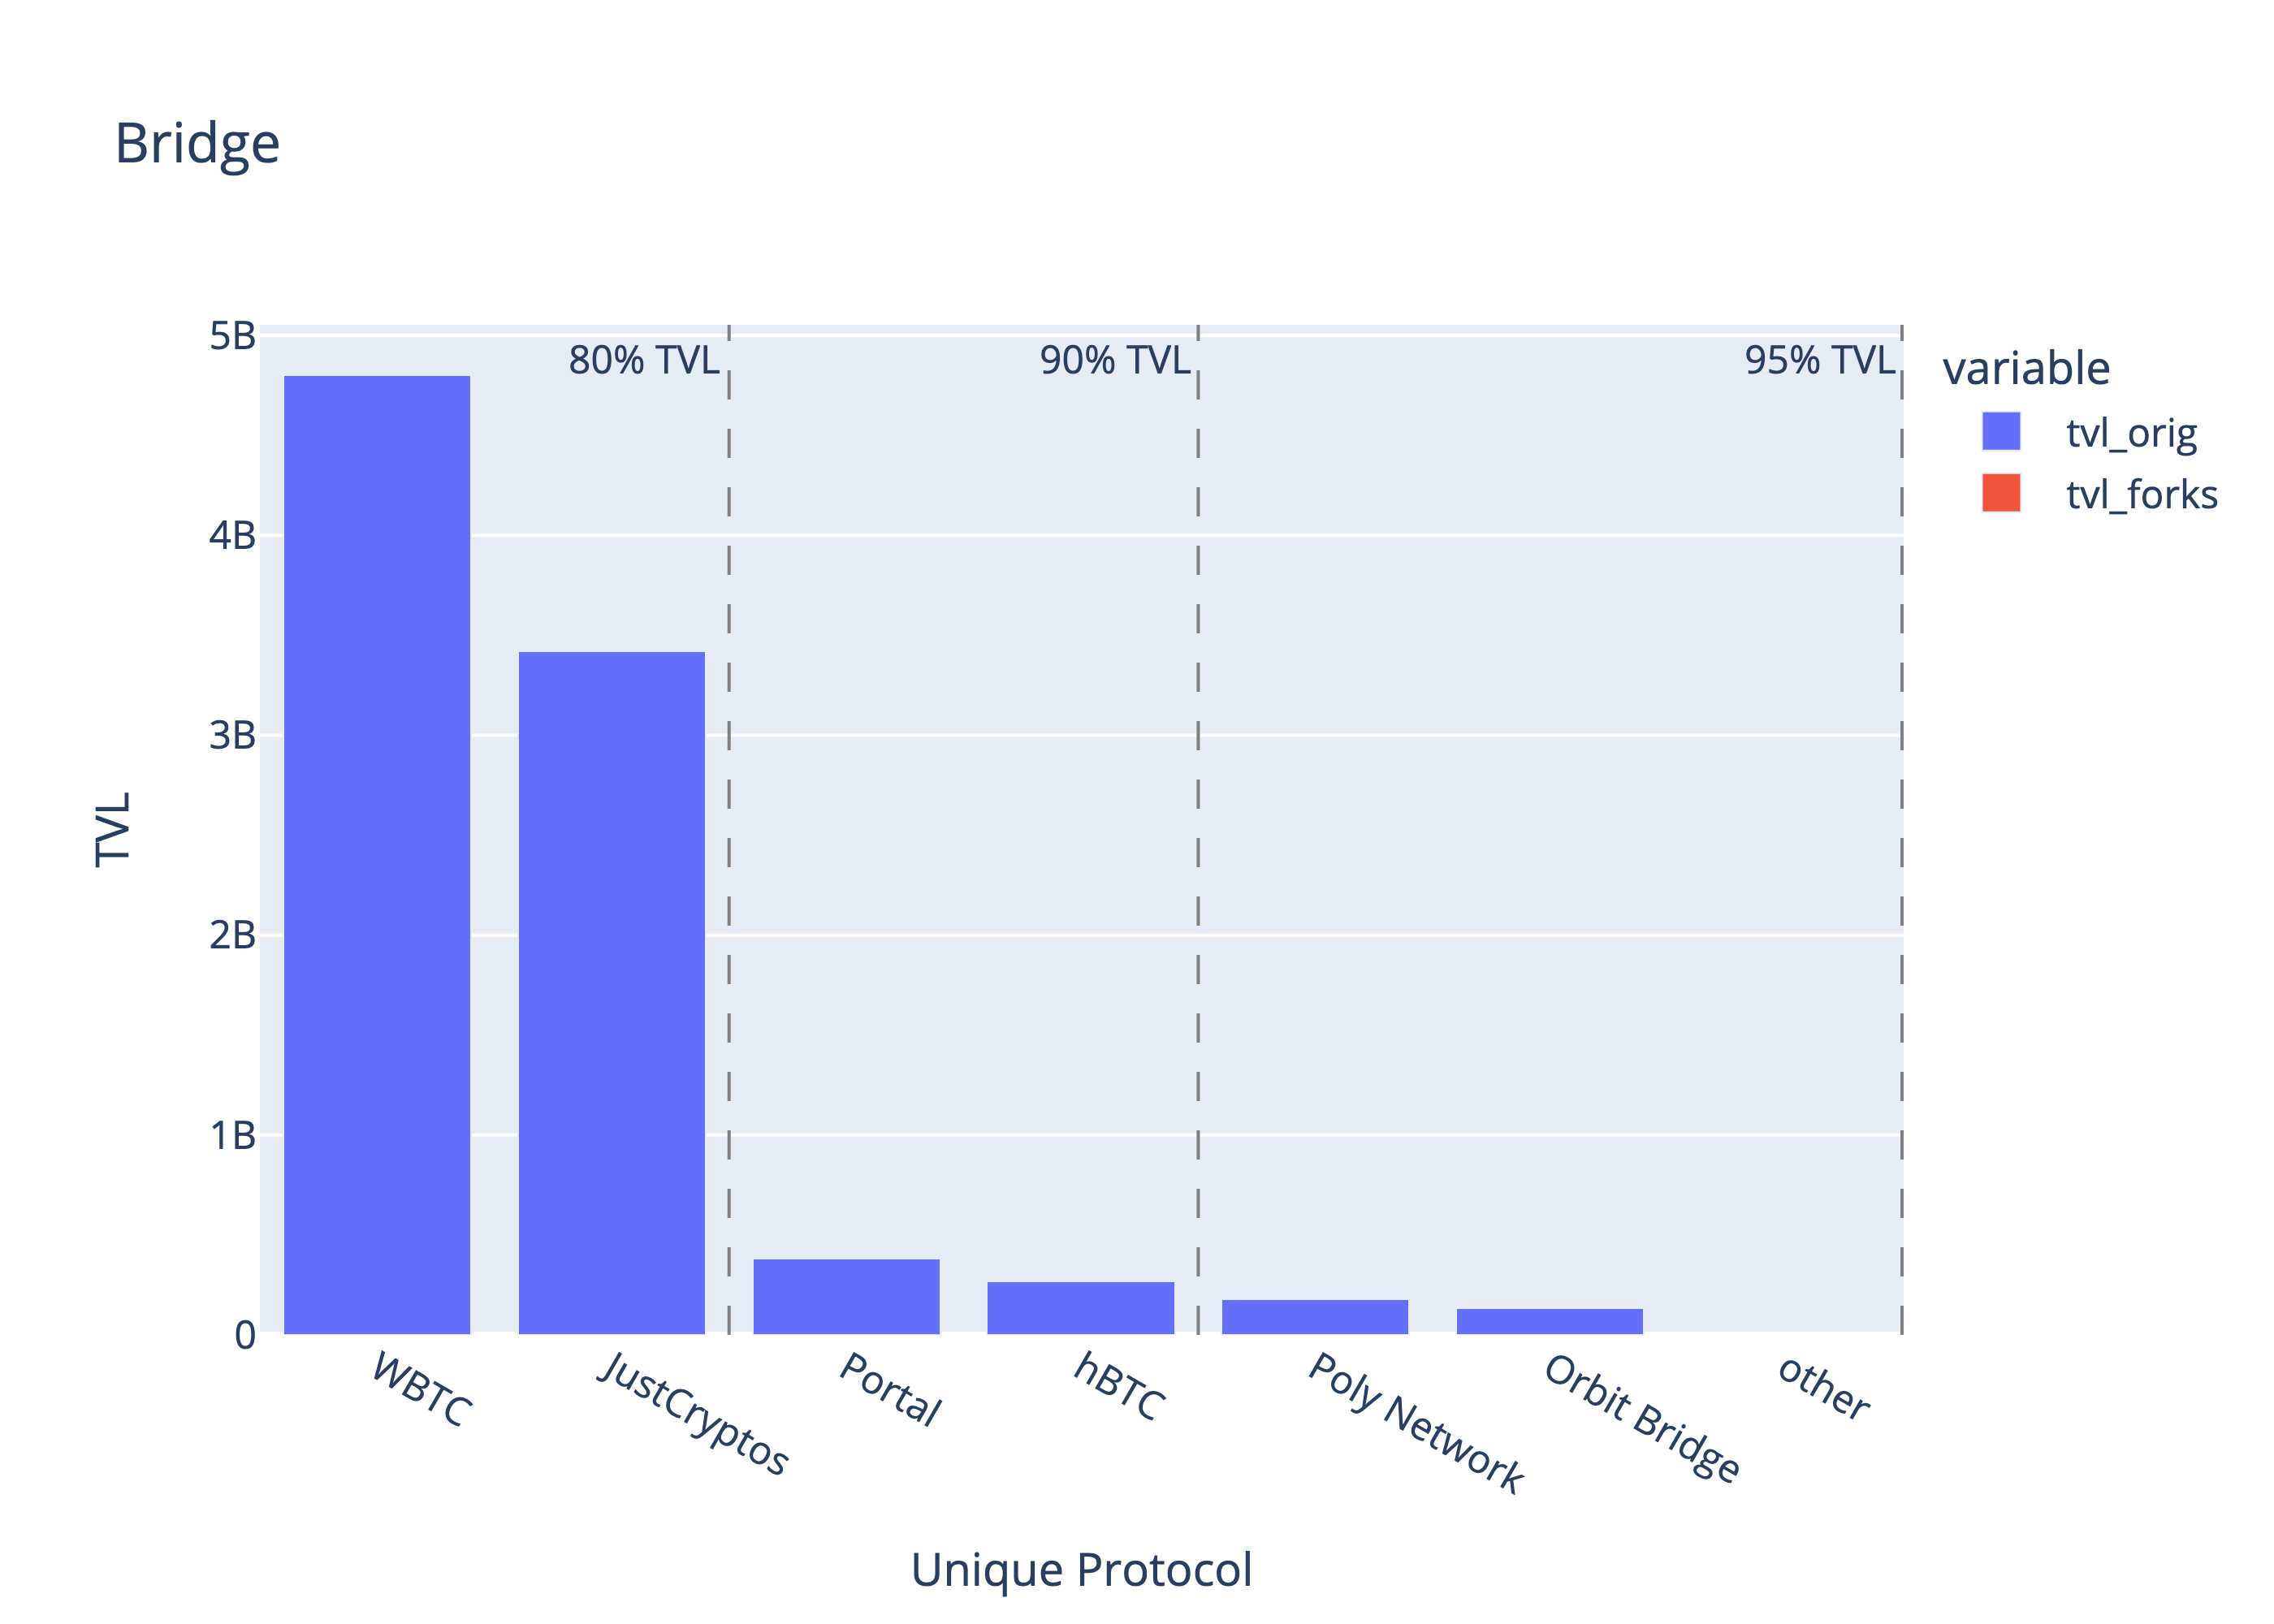 Bridge
5B
4B
3B
2B
1B
0
TVL
80% TVL
90% TVL
95% TVL
variable
tvl_orig
tvl_forks
WBTC
JustCryptos
Portal
hBTC
Poly Network
Orbit Bridge
other
Unique Protocol